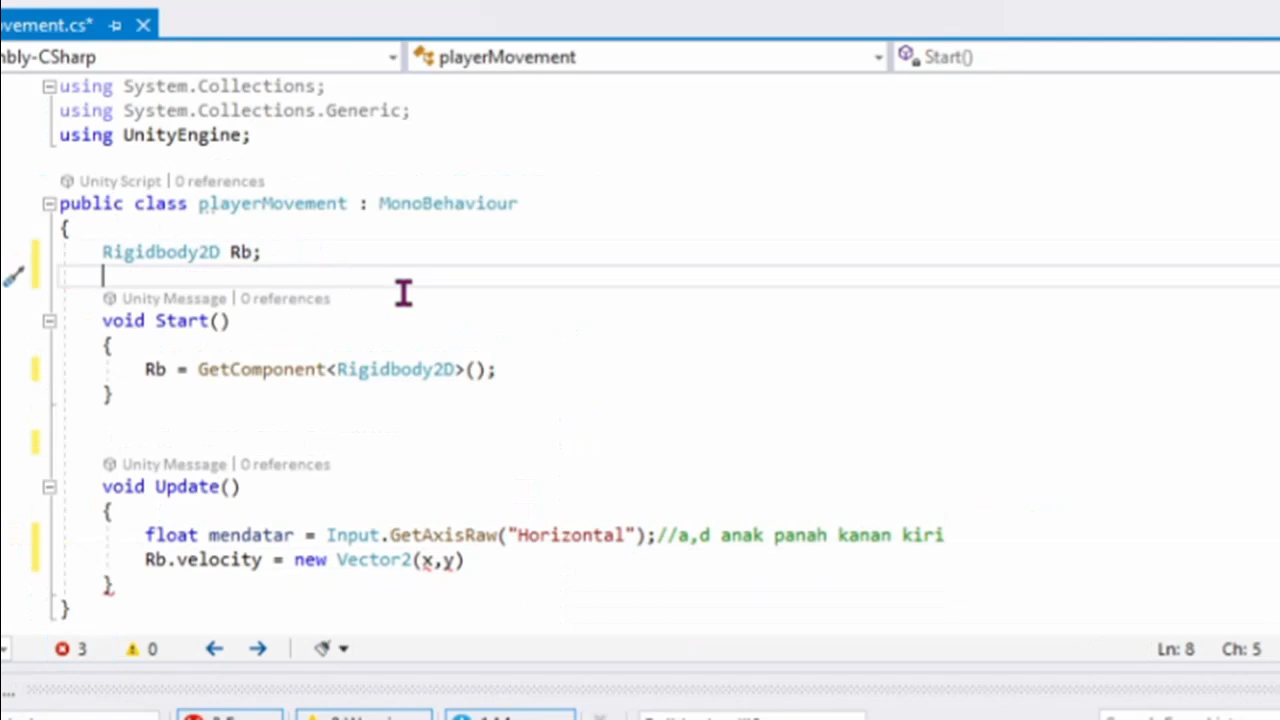 vement.cs*
bly-CSharp playerMovement Start()
using System.Collections;
using System.Collections.Generic;
using UnityEngine;
Unity Script | 0 references
public class playerMovement : MonoBehaviour
{
Rigidbody2D Rb;
Unity Message | 0 references
void Start()
{
Rb = GetComponent<Rigidbody2D>();
}
Unity Message | 0 references
void Update()
{
float mendatar = Input.GetAxisRaw("Horizontal");//a,d anak panah kanan kiri
Rb.velocity = new Vector2(x,y)
}
}
3 0 Ln: 8 Ch: 5
...